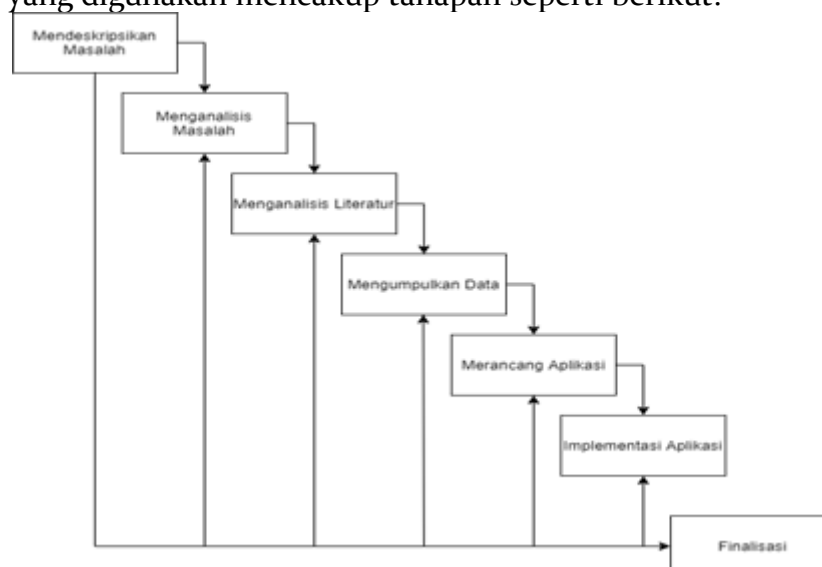 yang digunakan mencakup tahapan seperti berikut:
Mendeskripsikan
Masalah
Menganalisis
Masalah
Menganalisis Literatur
Mengumpulkan Data
Merancang Aplikasi
Implementasi Aplikasi
Finalisasi